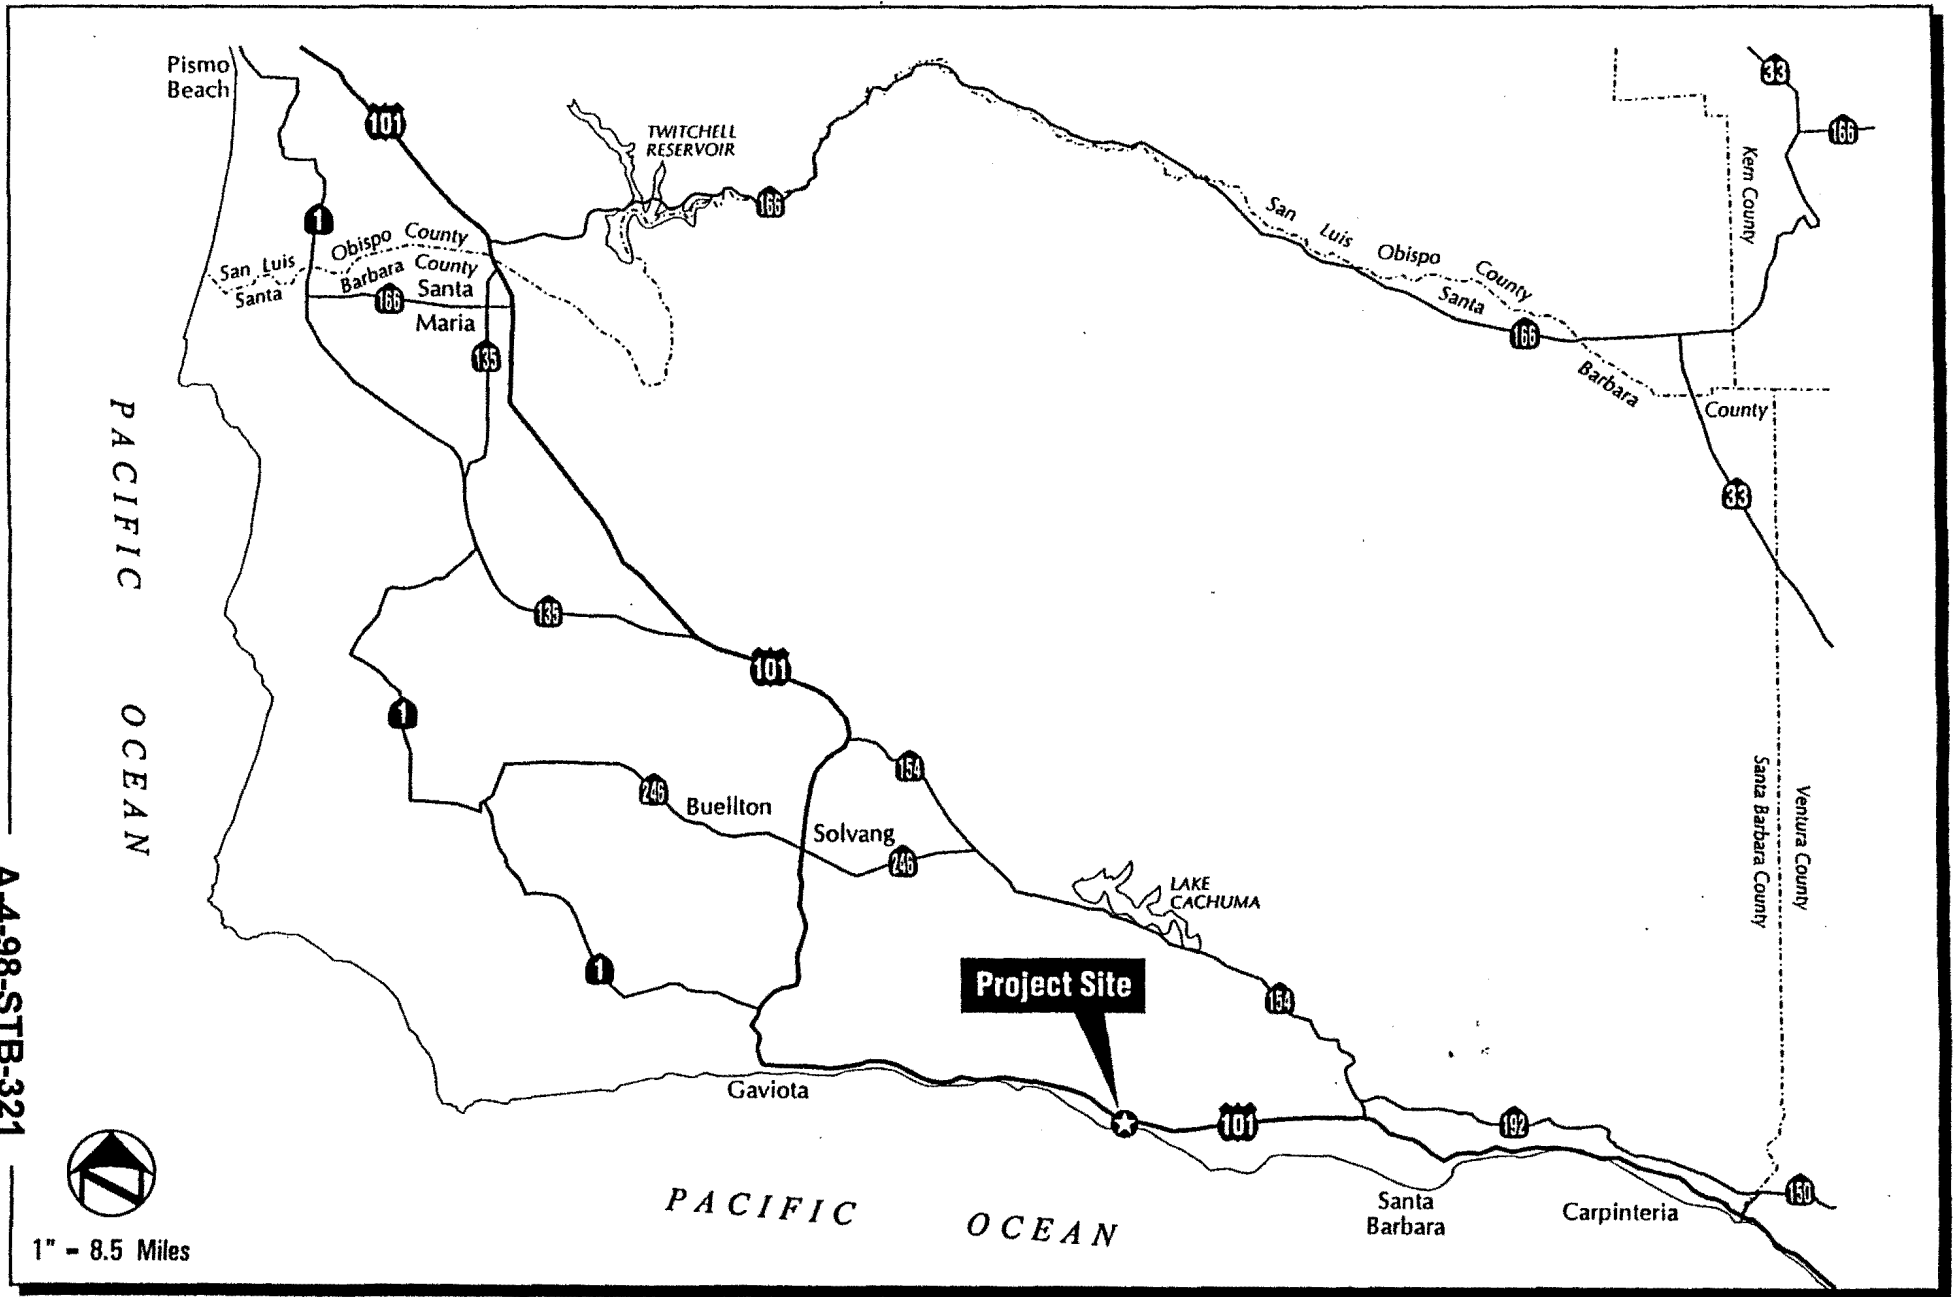 Pismo
Beach
101
TWITCHELL
RESERVOIR
33
166
Kern County
1
166
San Luis Obispo County
Santa Barbara County
166
Santa
Maria
135
San Luis Obispo County
Santa Barbara County
166
33
PACIFIC OCEAN
135
101
1
154
246
Buellton
Solvang
246
LAKE
CACHUMA
Santa Barbara County
Ventura County
1
Project Site
154
Gaviota
101
192
150
Santa
Barbara
Carpinteria
PACIFIC OCEAN
1" = 8.5 Miles
A-4-98-STB-321